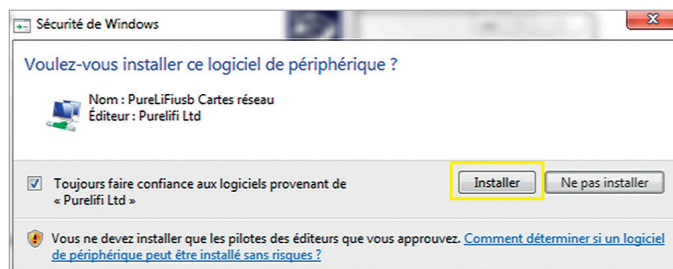 Sécurité de Windows
Voulez-vous installer ce logiciel de périphérique ?
Nom : PureLiFiusb Cartes réseau
Éditeur : Purelifi Ltd
Toujours faire confiance aux logiciels provenant de
« Purelifi Ltd »
Installer
Ne pas installer
Vous ne devez installer que les pilotes des éditeurs que vous approuvez. Comment déterminer si un logiciel
de périphérique peut être installé sans risques ?